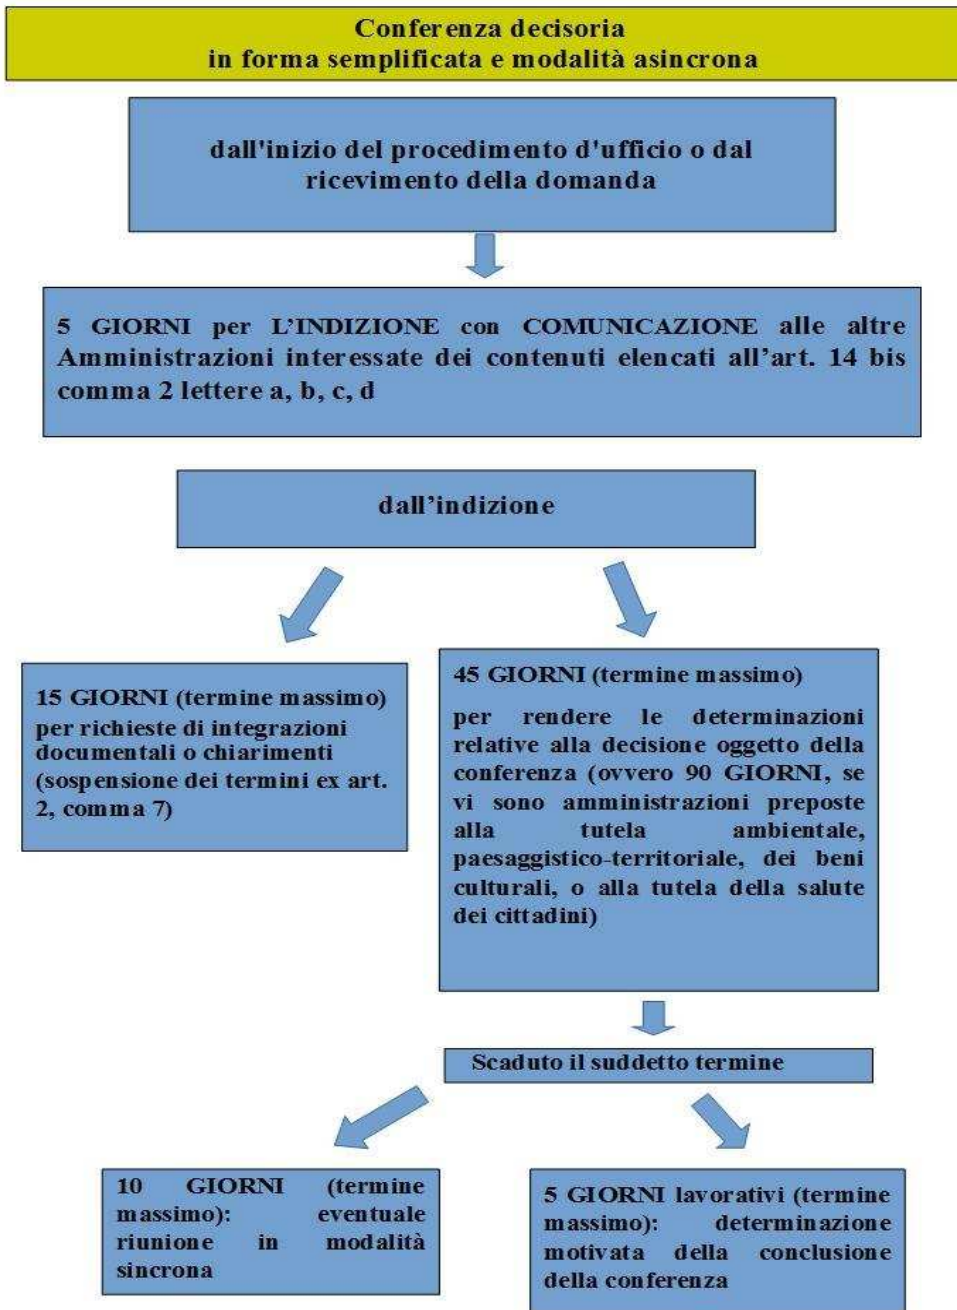 Conferenza decisoria
in forma semplificata e modalità asincrona
dall'inizio del procedimento d'ufficio o dal
ricevimento della domanda
5 GIORNI per L’INDIZIONE con COMUNICAZIONE alle altre
Amministrazioni interessate dei contenuti elencati all’art. 14 bis
comma 2 lettere a, b, c, d
dall’indizione
15 GIORNI (termine massimo)
per richieste di integrazioni
documentali o chiarimenti
(sospensione dei termini ex art.
2, comma 7)
45 GIORNI (termine massimo)
per rendere le determinazioni
relative alla decisione oggetto della
conferenza (ovvero 90 GIORNI, se
vi sono amministrazioni preposte
alla tutela ambientale,
paesaggistico-territoriale, dei beni
culturali, o alla tutela della salute
dei cittadini)
Scaduto il suddetto termine
10 GIORNI (termine
massimo): eventuale
riunione in modalità
sincrona
5 GIORNI lavorativi (termine
massimo): determinazione
motivata della conclusione
della conferenza